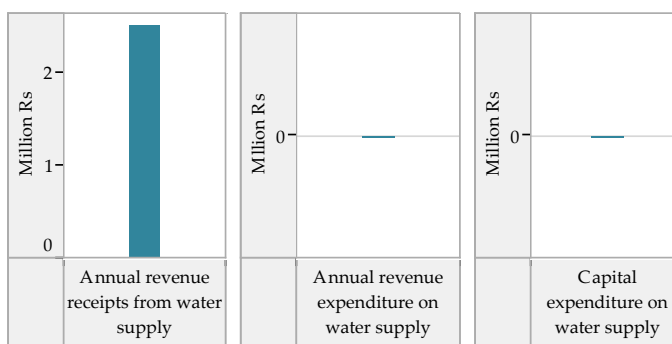 Million Rs
2
1
0
Annual revenue
receipts from water
supply
Mllion Rs
0
Annual revenue
expenditure on
water supply
Million Rs
0
Capital
expenditure on
water supply